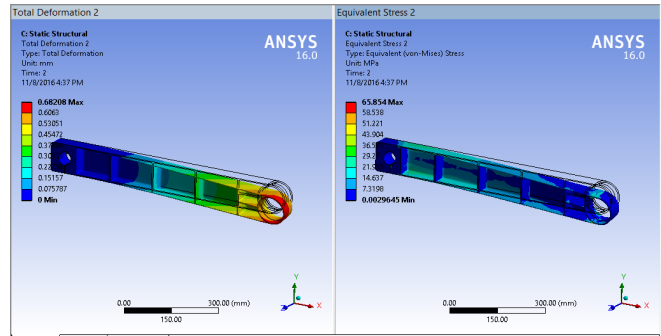 Total Deformation 2
C: Static Structural
Total Deformation 2
Type: Total Deformation
Unit: mm
Time: 2
11/8/2016 4:37 PM
ANSYS
16.0
0.68208 Max
0.6063
0.53051
0.45472
0.15157
0.075787
0 Min
0.00
300.00 (mm)
150.00
Y
X
Z
Equivalent Stress 2
C: Static Structural
Equivalent Stress 2
Type: Equivalent (von-Mises) Stress
Unit: MPa
Time: 2
11/8/2016 4:37 PM
ANSYS
16.0
65.854 Max
58.538
51.221
43.904
14.637
7.3198
0.0029645 Min
0.00
300.00 (mm)
150.00
Y
X
Z